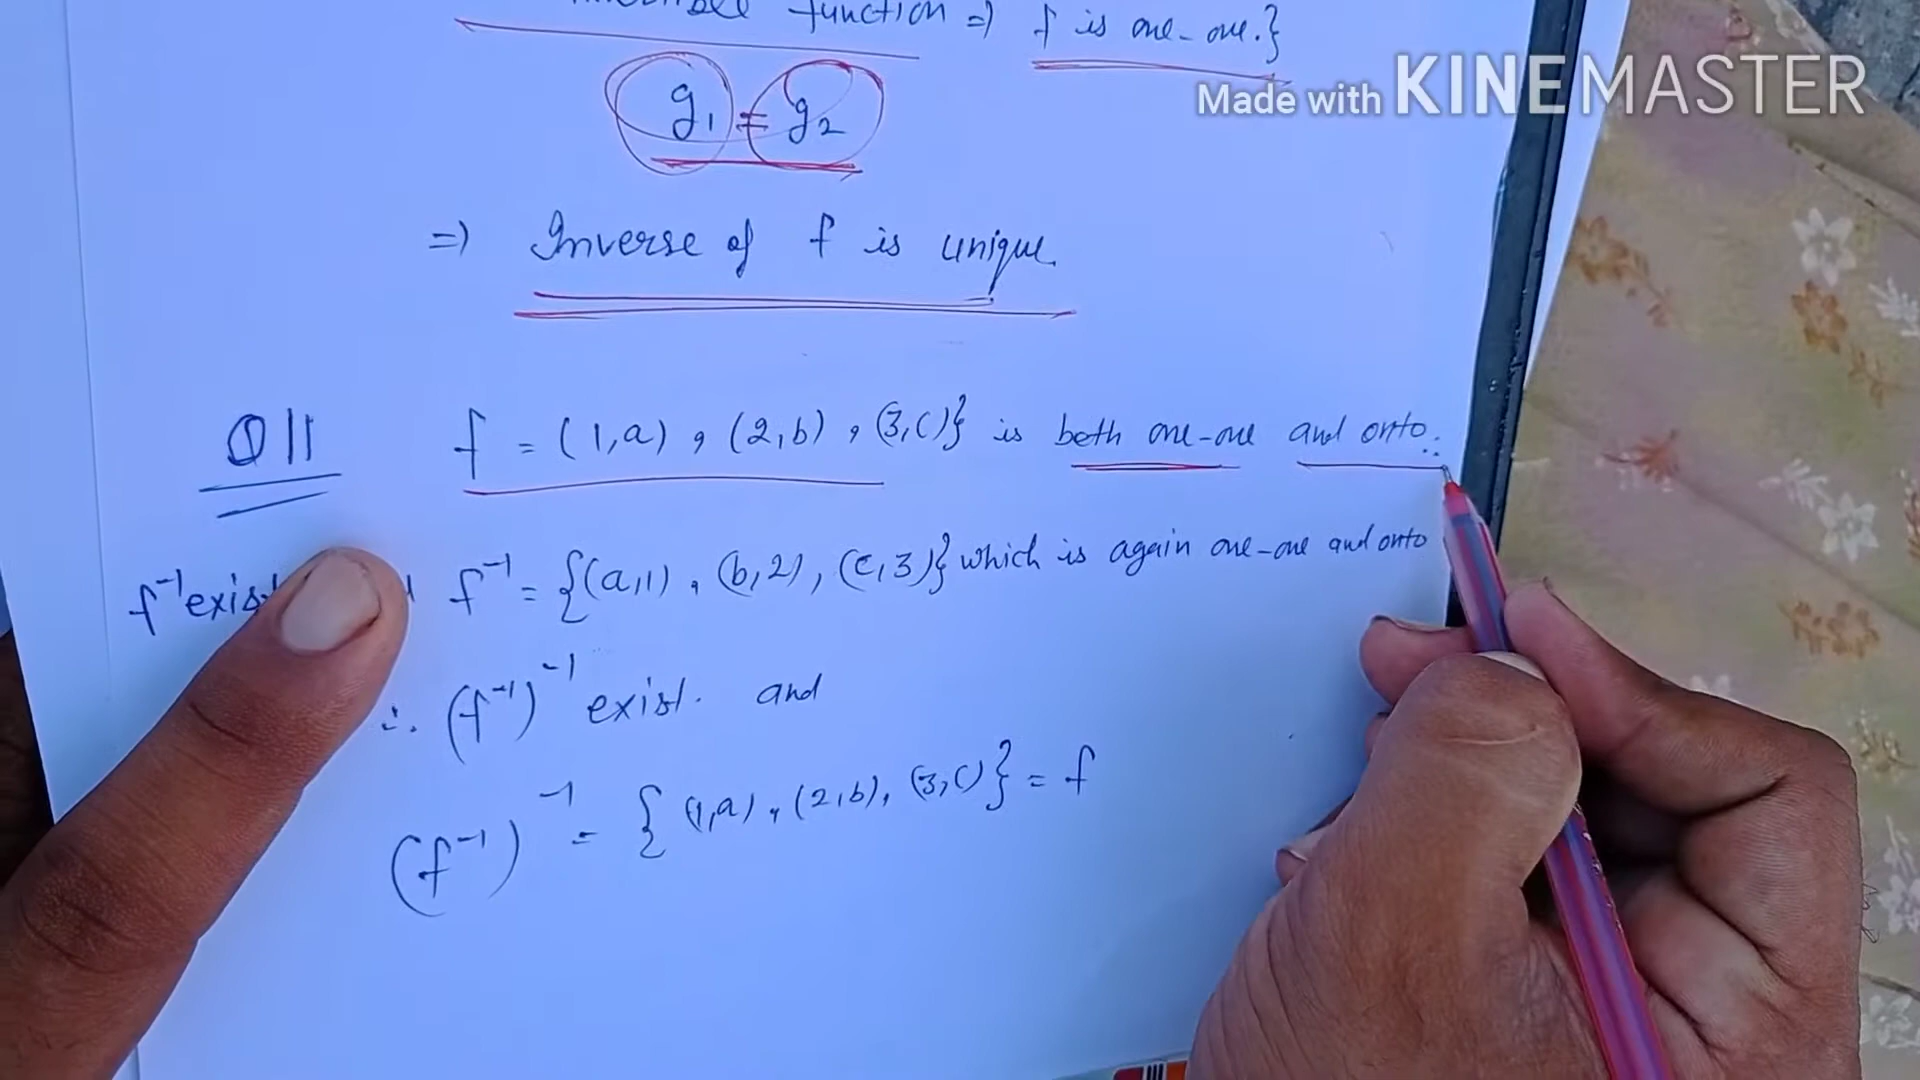 function => f is one-one.}
Made with KINEMASTER
g₁ = g₂
=> Inverse of f is unique.
Q11 f = (1,a) , (2,b) , (3,c)} is both one-one and onto. ∴
f⁻¹ exist f⁻¹ = {(a,1) , (b,2) , (c,3)} which is again one-one and onto
∴ (f⁻¹)⁻¹ exist. and
(f⁻¹)⁻¹ = { (1,a) , (2,b), (3,c)} = f